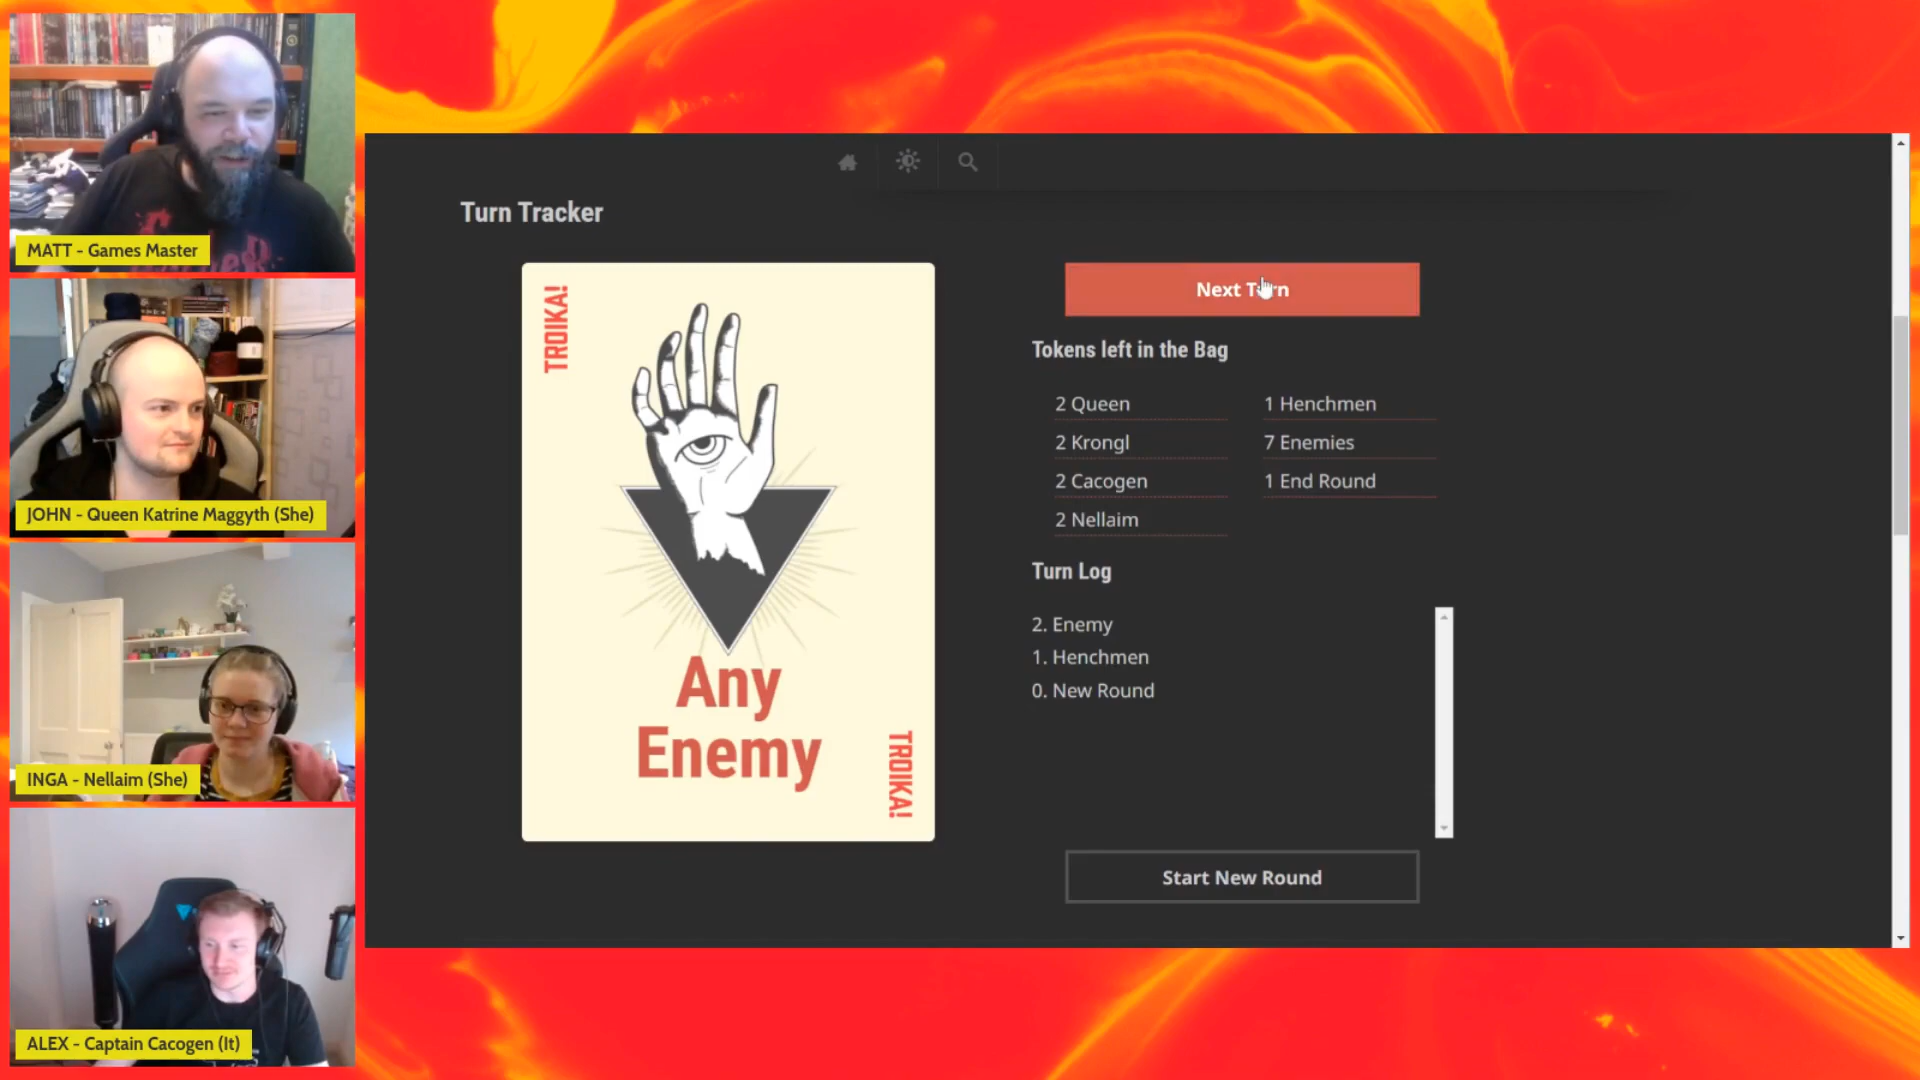 MATT - Games Master
JOHN - Queen Katrine Maggyth (She)
INGA - Nellaim (She)
ALEX - Captain Cacogen (It)
Turn Tracker
TROIKA!
Any
Enemy
TROIKA!
Next Turn
Tokens left in the Bag
2 Queen
1 Henchmen
2 Krongl
7 Enemies
2 Cacogen
1 End Round
2 Nellaim
Turn Log
2. Enemy
1. Henchmen
0. New Round
Start New Round